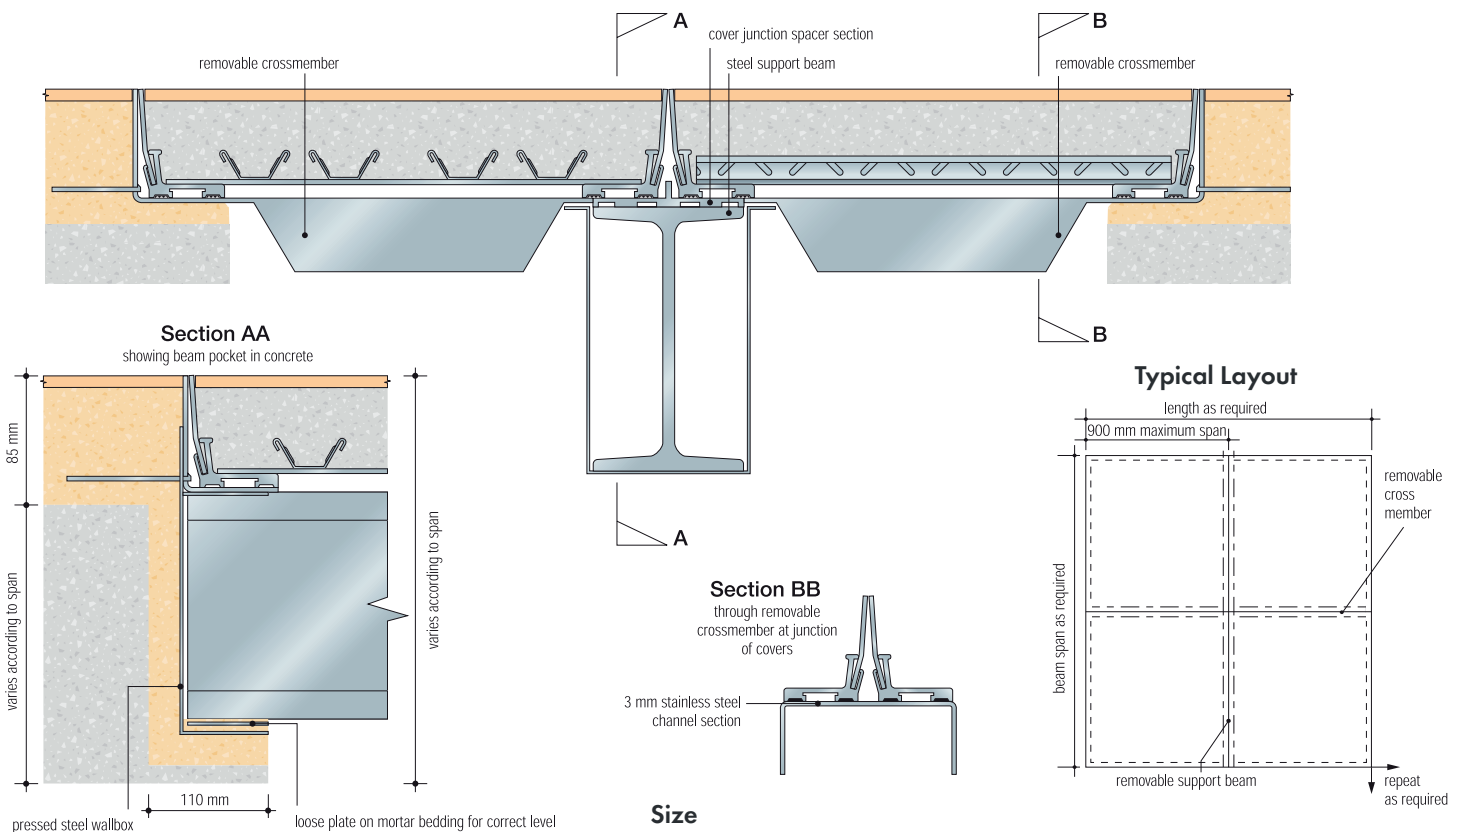 A
B
cover junction spacer section
removable crossmember
steel support beam
removable crossmember
B
A
Section AA
showing beam pocket in concrete
85 mm
varies according to span
varies according to span
110 mm
pressed steel wallbox
loose plate on mortar bedding for correct level
Section BB
through removable
crossmember at junction
of covers
3 mm stainless steel
channel section
Typical Layout
length as required
900 mm maximum span
removable
cross
member
beam span as required
removable support beam
repeat
as required
Size